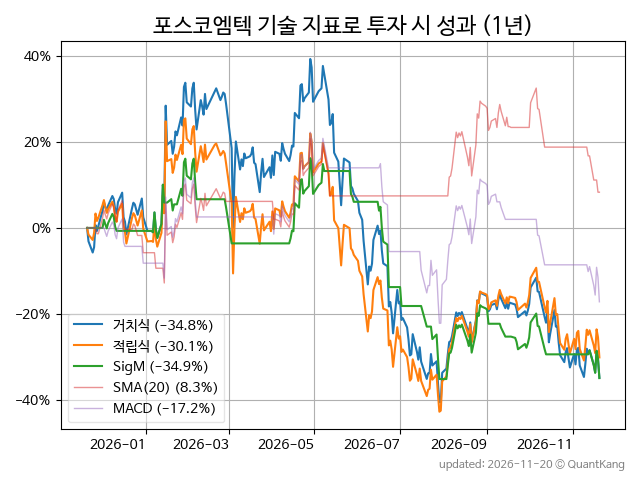 포스코엠텍 기술 지표로 투자 시 성과 (1년)
40%
20%
0%
−20%
−40%
거치식 (−34.8%)
적립식 (−30.1%)
SigM (−34.9%)
SMA(20) (8.3%)
MACD (−17.2%)
2026−01 2026−03 2026−05 2026−07 2026−09 2026−11
updated: 2026−11−20 © QuantKang